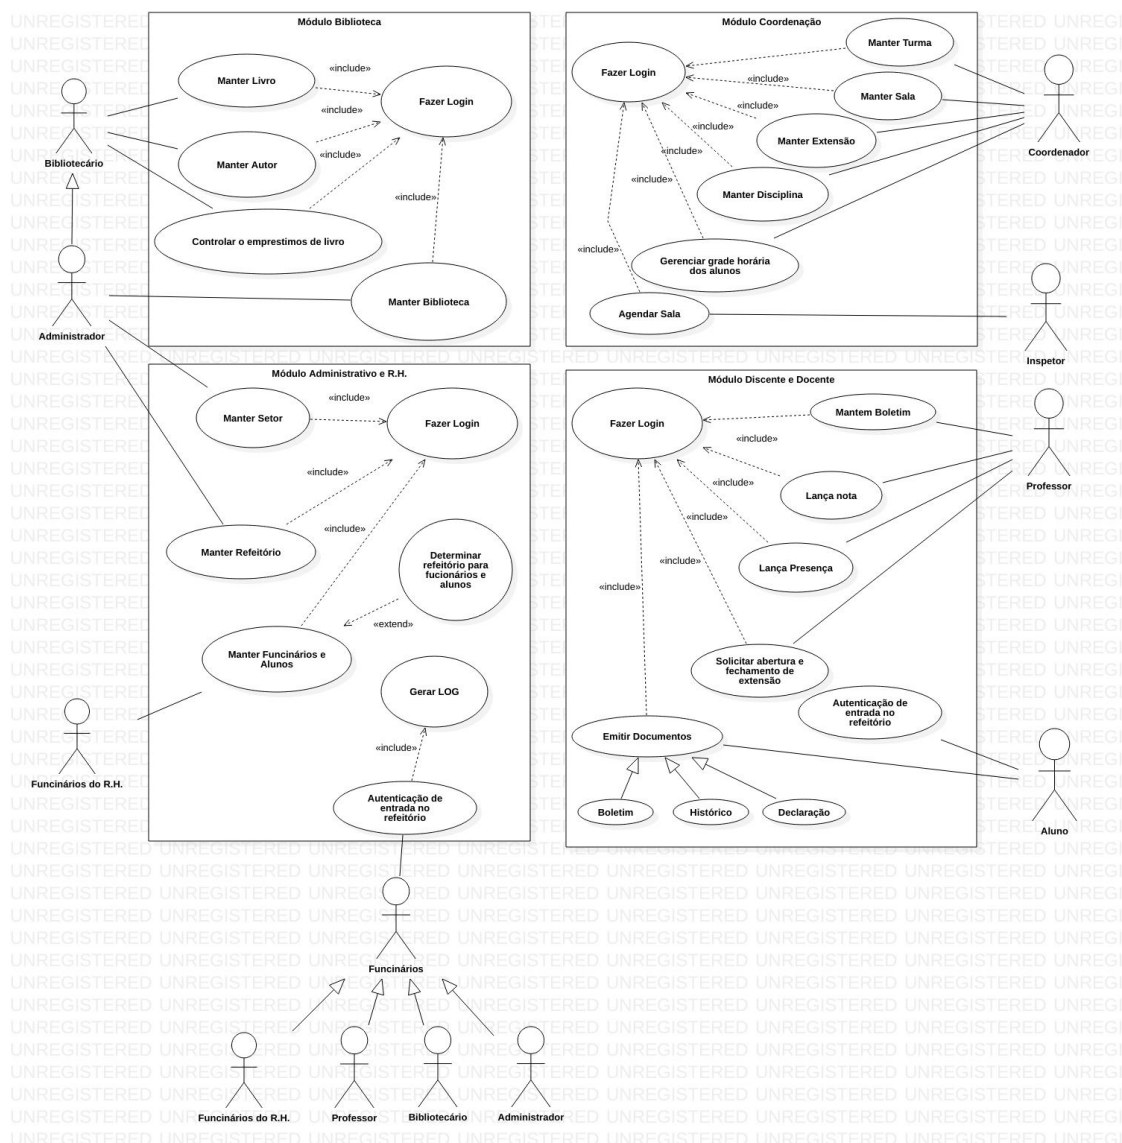 Módulo Biblioteca
Manter Livro
«include»
Fazer Login
«include»
Manter Autor
«include»
Bibliotecário
«include»
Controlar o emprestimos de livro
Manter Biblioteca
Administrador
Módulo Coordenação
Manter Turma
Fazer Login
«include»
Manter Sala
«include»
«include»
Manter Extensão
Coordenador
«include»
«include»
Manter Disciplina
«include»
Gerenciar grade horária
dos alunos
Agendar Sala
Inspetor
Módulo Administrativo e R.H.
Manter Setor
«include»
Fazer Login
«include»
«include»
Manter Refeitório
Determinar
refeitório para
fucionários e
alunos
«extend»
Manter Funcinários e
Alunos
Gerar LOG
«include»
Funcinários do R.H.
Autenticação de
entrada no
refeitório
Módulo Discente e Docente
Fazer Login
Mantem Boletim
«include»
Lança nota
«include»
Professor
«include»
«include»
Lança Presença
«include»
Solicitar abertura e
fechamento de
extensão
Autenticação de
entrada no
refeitório
Emitir Documentos
Boletim
Histórico
Declaração
Aluno
Funcinários
Funcinários do R.H.
Professor
Bibliotecário
Administrador
UNREGISTERED